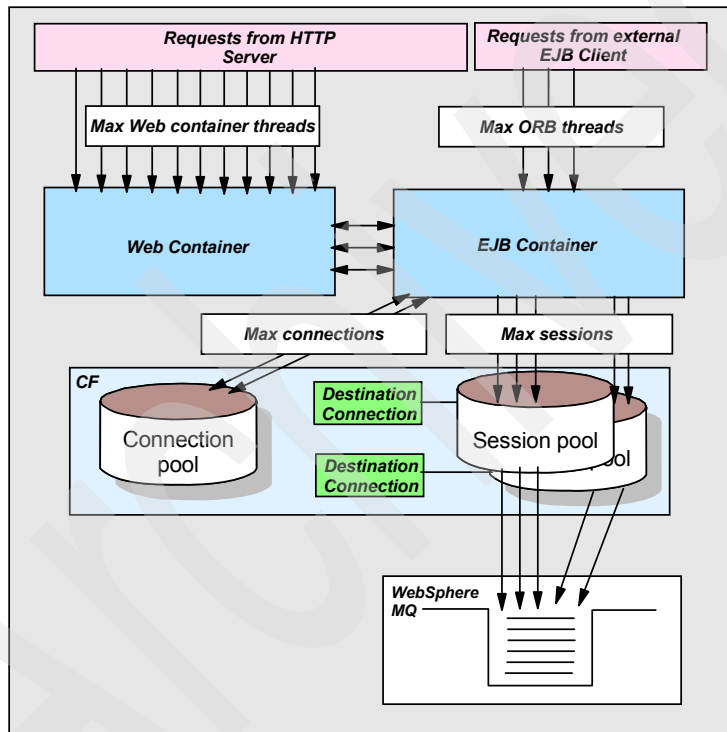 Requests from HTTP
Server
Requests from external
EJB Client
Max Web container threads
Max ORB threads
Web Container
EJB Container
Max connections
Max sessions
CF
Destination
Connection
Connection
pool
Session pool
pool
Destination
Connection
WebSphere
MQ